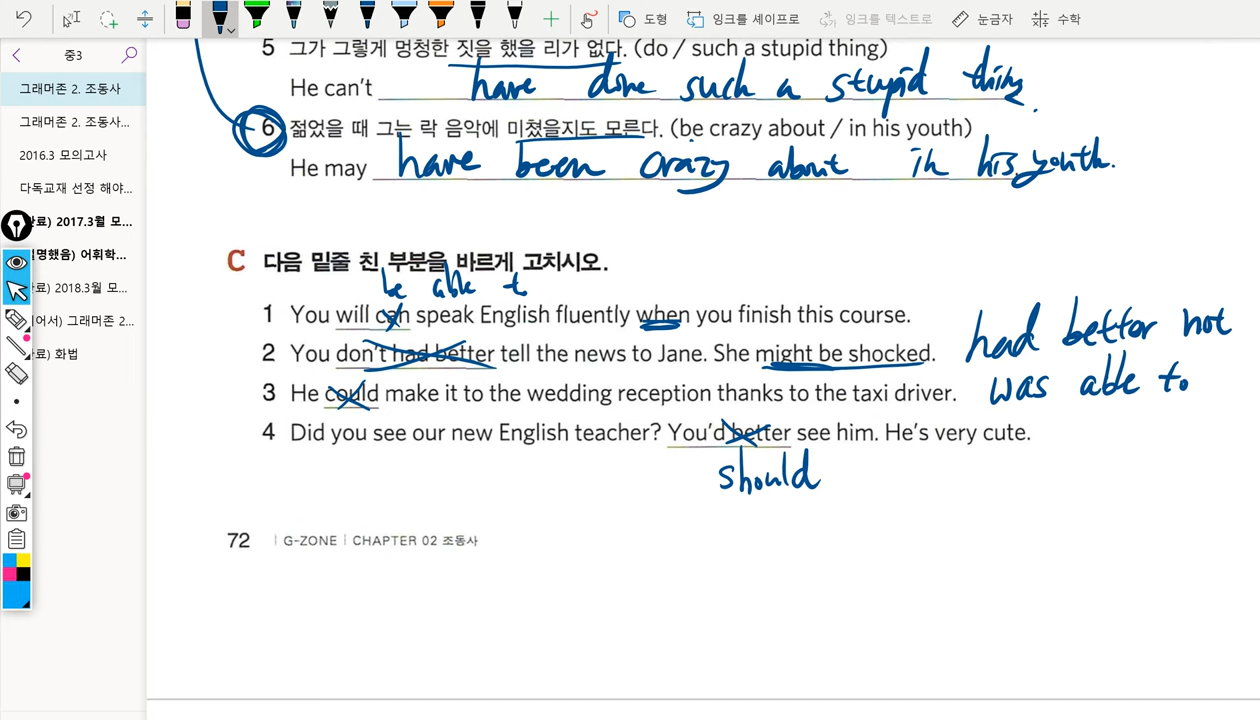 도형
잉크를 셰이프로
잉크를 텍스트로
눈금자
수학
중3
그래머존 2. 조동사
그래머존 2. 조동사...
2016.3 모의고사
다독교재 선정 해야...
료) 2017.3월 모...
명했음) 어휘학...
료) 2018.3월 모...
어서) 그래머존 2...
료) 화법
5 그가 그렇게 멍청한 짓을 했을 리가 없다. (do / such a stupid thing)
He can't have done such a stupid thing.
6 젊었을 때 그는 락 음악에 미쳤을지도 모른다. (be crazy about / in his youth)
He may have been crazy about in his youth.
C 다음 밑줄 친 부분을 바르게 고치시오.
be able t
1 You will can speak English fluently when you finish this course.
had better not
2 You don't had better tell the news to Jane. She might be shocked.
was able to
3 He could make it to the wedding reception thanks to the taxi driver.
4 Did you see our new English teacher? You'd better see him. He's very cute.
should
72 | G-ZONE | CHAPTER 02 조동사